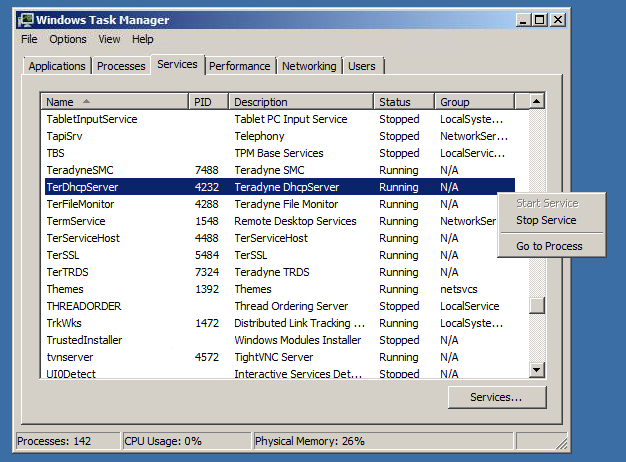 Windows Task Manager
File Options View Help
Applications Processes Services Performance Networking Users
Name PID Description Status Group
TabletInputService Tablet PC Input Service Stopped LocalSyste...
TapiSrv Telephony Stopped NetworkSer...
TBS TPM Base Services Stopped LocalServic...
TeradyneSMC 7488 Teradyne SMC Running N/A
TerDhcpServer 4232 Teradyne DhcpServer Running N/A
TerFileMonitor 4288 Teradyne File Monitor Running N/A
Start Service
TermService 1548 Remote Desktop Services Running NetworkSer
Stop Service
TerServiceHost 4488 TerServiceHost Running N/A
Go to Process
TerSSL 5484 TerSSL Running N/A
TerTRDS 7324 Teradyne TRDS Running N/A
Themes 1392 Themes Running netsvcs
THREADORDER Thread Ordering Server Stopped LocalService
TrkWks 1472 Distributed Link Tracking ... Running LocalSyste...
TrustedInstaller Windows Modules Installer Stopped N/A
tvnserver 4572 TightVNC Server Running N/A
UI0Detect Interactive Services Det... Stopped N/A
Services...
Processes: 142 CPU Usage: 0% Physical Memory: 26%